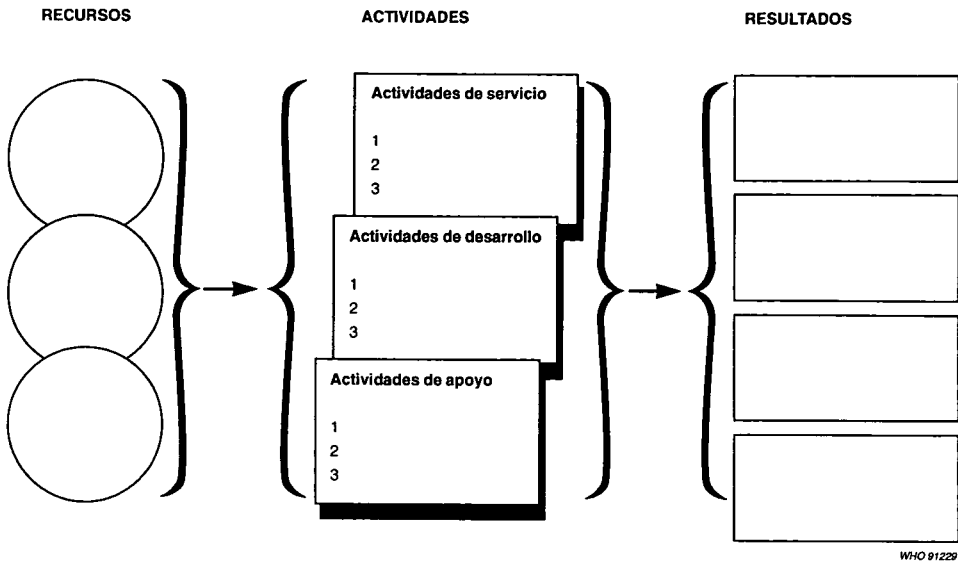 RECURSOS
ACTIVIDADES
RESULTADOS
Actividades de servicio
1
2
3
Actividades de desarrollo
1
2
3
Actividades de apoyo
1
2
3
WHO 91229